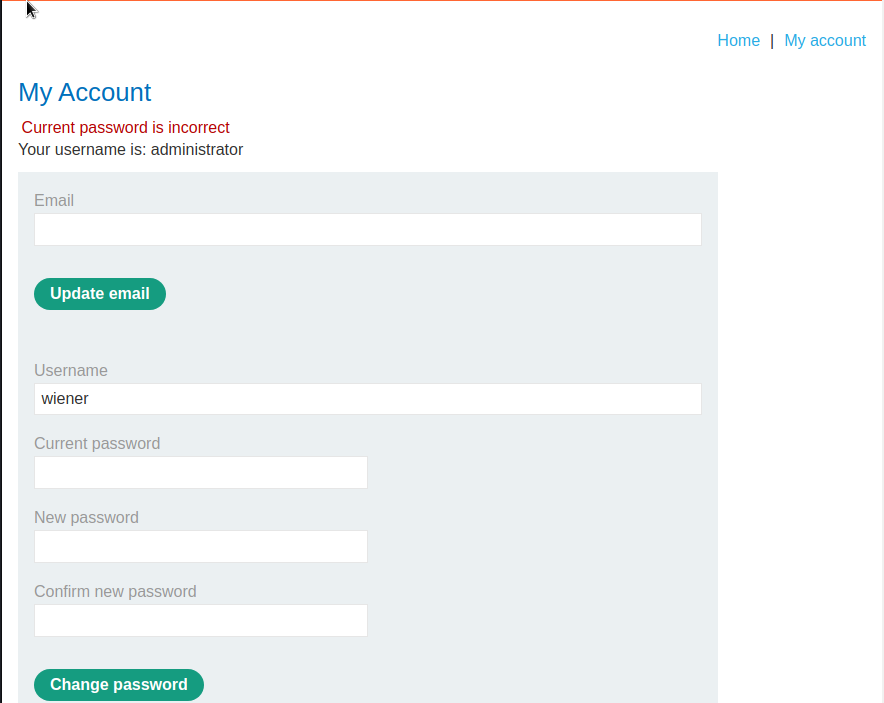 Home | My account
My Account
Current password is incorrect
Your username is: administrator
Email
Update email
Username
wiener
Current password
New password
Confirm new password
Change password